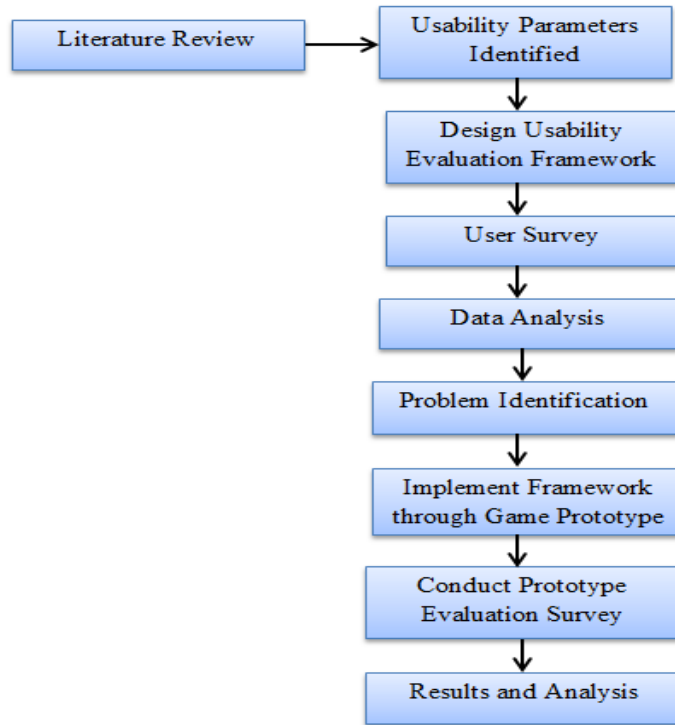 Literature Review
Usability Parameters
Identified
Design Usability
Evaluation Framework
User Survey
Data Analysis
Problem Identification
Implement Framework
through Game Prototype
Conduct Prototype
Evaluation Survey
Results and Analysis